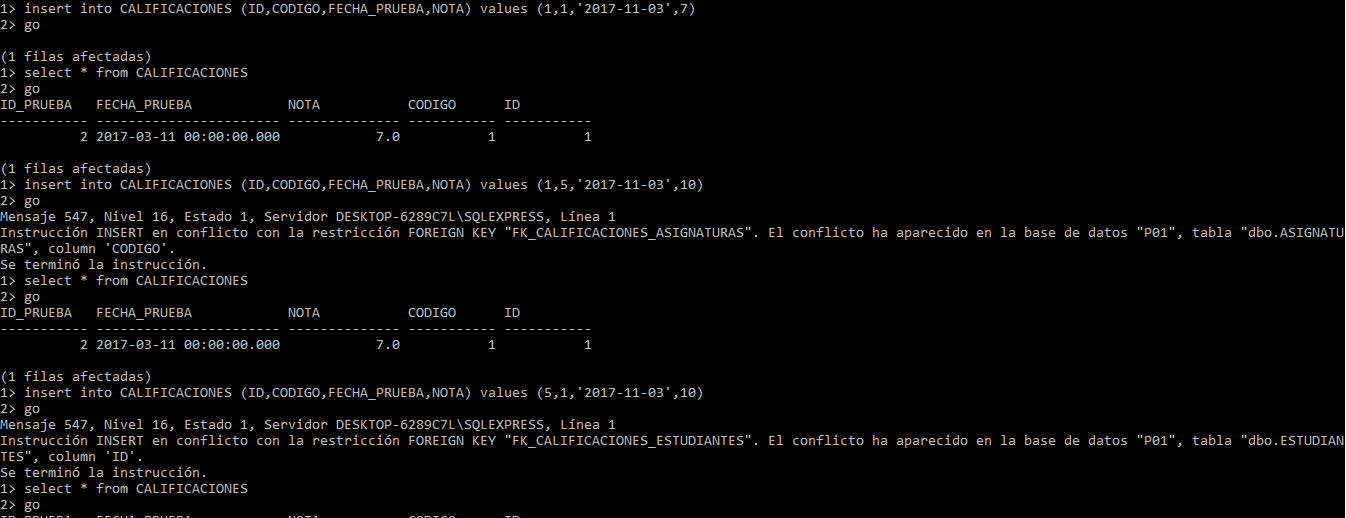 1> insert into CALIFICACIONES (ID,CODIGO,FECHA_PRUEBA,NOTA) values (1,1,'2017-11-03',7)
2> go

(1 filas afectadas)
1> select * from CALIFICACIONES
2> go
ID_PRUEBA   FECHA_PRUEBA            NOTA           CODIGO      ID
----------- ----------------------- -------------- ----------- -----------
          2 2017-03-11 00:00:00.000            7.0           1           1

(1 filas afectadas)
1> insert into CALIFICACIONES (ID,CODIGO,FECHA_PRUEBA,NOTA) values (1,5,'2017-11-03',10)
2> go
Mensaje 547, Nivel 16, Estado 1, Servidor DESKTOP-6289C7L\SQLEXPRESS, Línea 1
Instrucción INSERT en conflicto con la restricción FOREIGN KEY "FK_CALIFICACIONES_ASIGNATURAS". El conflicto ha aparecido en la base de datos "P01", tabla "dbo.ASIGNATU
RAS", column 'CODIGO'.
Se terminó la instrucción.
1> select * from CALIFICACIONES
2> go
ID_PRUEBA   FECHA_PRUEBA            NOTA           CODIGO      ID
----------- ----------------------- -------------- ----------- -----------
          2 2017-03-11 00:00:00.000            7.0           1           1

(1 filas afectadas)
1> insert into CALIFICACIONES (ID,CODIGO,FECHA_PRUEBA,NOTA) values (5,1,'2017-11-03',10)
2> go
Mensaje 547, Nivel 16, Estado 1, Servidor DESKTOP-6289C7L\SQLEXPRESS, Línea 1
Instrucción INSERT en conflicto con la restricción FOREIGN KEY "FK_CALIFICACIONES_ESTUDIANTES". El conflicto ha aparecido en la base de datos "P01", tabla "dbo.ESTUDIAN
TES", column 'ID'.
Se terminó la instrucción.
1> select * from CALIFICACIONES
2> go
ID_PRUEBA   FECHA_PRUEBA            NOTA           CODIGO      ID